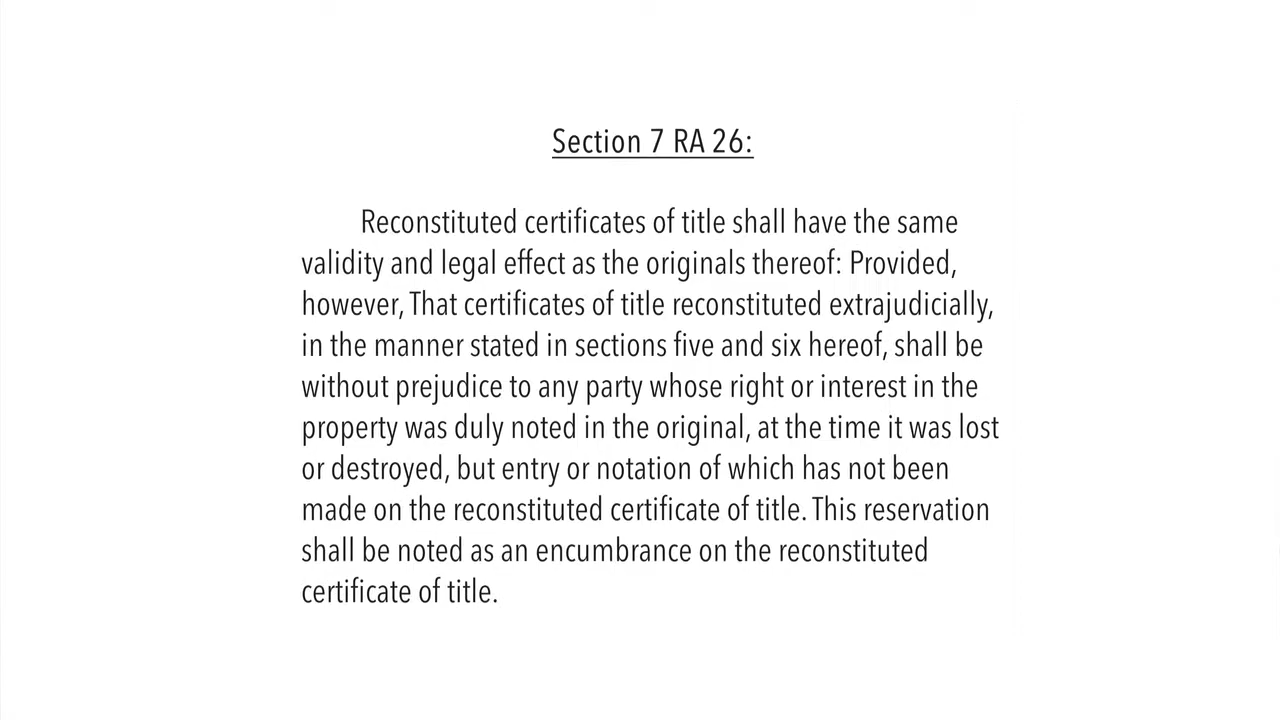 Section 7 RA 26:
Reconstituted certificates of title shall have the same
validity and legal effect as the originals thereof: Provided,
however, That certificates of title reconstituted extrajudicially,
in the manner stated in sections five and six hereof, shall be
without prejudice to any party whose right or interest in the
property was duly noted in the original, at the time it was lost
or destroyed, but entry or notation of which has not been
made on the reconstituted certificate of title. This reservation
shall be noted as an encumbrance on the reconstituted
certificate of title.